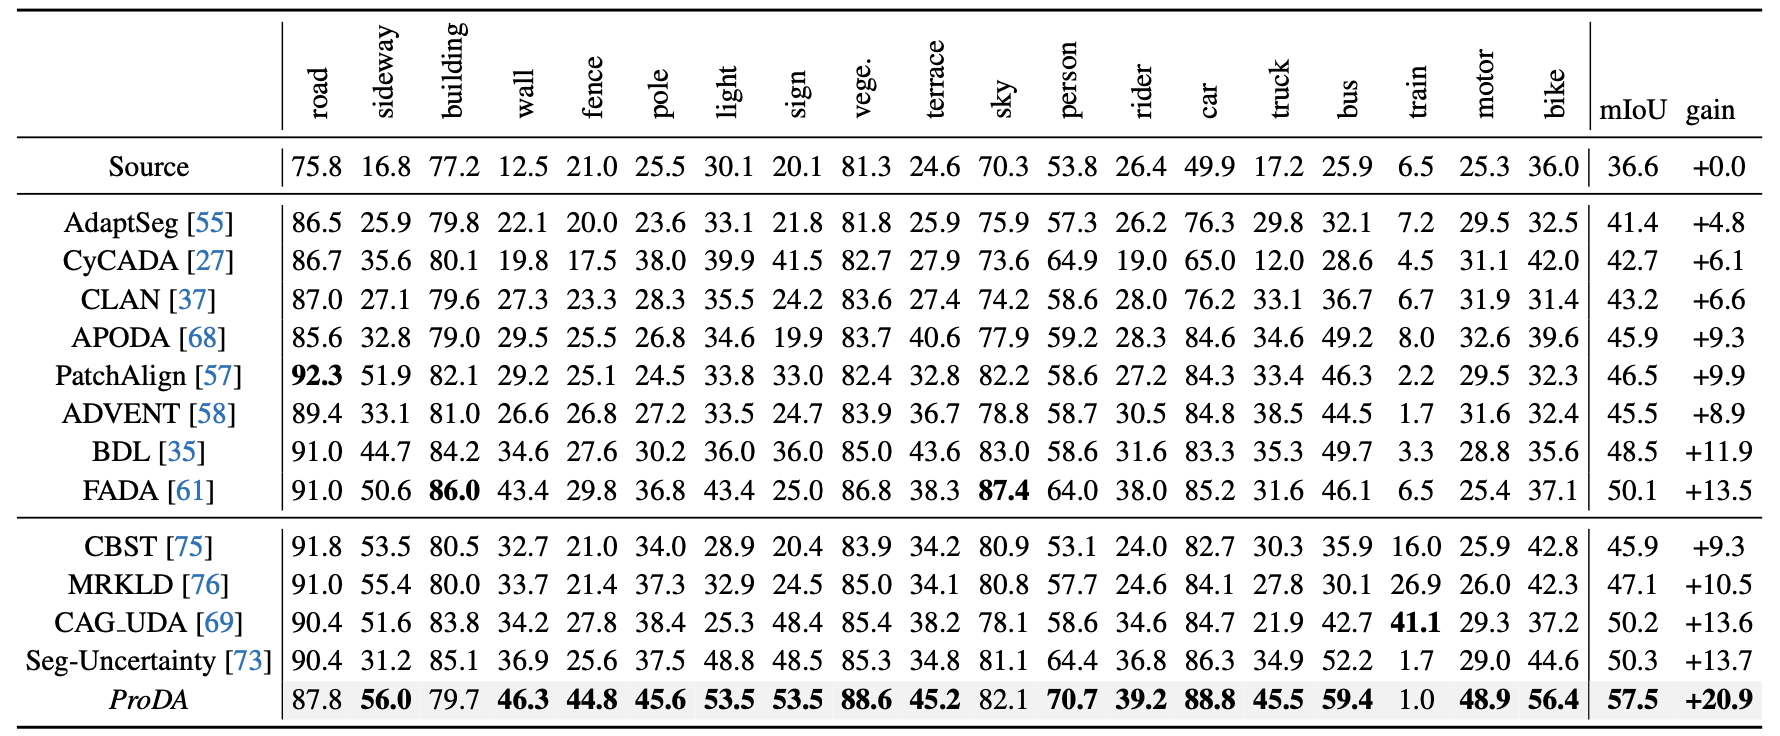 road sideway building wall fence pole light sign vege. terrace sky person rider car truck bus train motor bike mIoU gain
Source 75.8 16.8 77.2 12.5 21.0 25.5 30.1 20.1 81.3 24.6 70.3 53.8 26.4 49.9 17.2 25.9 6.5 25.3 36.0 36.6 +0.0
AdaptSeg [55] 86.5 25.9 79.8 22.1 20.0 23.6 33.1 21.8 81.8 25.9 75.9 57.3 26.2 76.3 29.8 32.1 7.2 29.5 32.5 41.4 +4.8
CyCADA [27] 86.7 35.6 80.1 19.8 17.5 38.0 39.9 41.5 82.7 27.9 73.6 64.9 19.0 65.0 12.0 28.6 4.5 31.1 42.0 42.7 +6.1
CLAN [37] 87.0 27.1 79.6 27.3 23.3 28.3 35.5 24.2 83.6 27.4 74.2 58.6 28.0 76.2 33.1 36.7 6.7 31.9 31.4 43.2 +6.6
APODA [68] 85.6 32.8 79.0 29.5 25.5 26.8 34.6 19.9 83.7 40.6 77.9 59.2 28.3 84.6 34.6 49.2 8.0 32.6 39.6 45.9 +9.3
PatchAlign [57] 92.3 51.9 82.1 29.2 25.1 24.5 33.8 33.0 82.4 32.8 82.2 58.6 27.2 84.3 33.4 46.3 2.2 29.5 32.3 46.5 +9.9
ADVENT [58] 89.4 33.1 81.0 26.6 26.8 27.2 33.5 24.7 83.9 36.7 78.8 58.7 30.5 84.8 38.5 44.5 1.7 31.6 32.4 45.5 +8.9
BDL [35] 91.0 44.7 84.2 34.6 27.6 30.2 36.0 36.0 85.0 43.6 83.0 58.6 31.6 83.3 35.3 49.7 3.3 28.8 35.6 48.5 +11.9
FADA [61] 91.0 50.6 86.0 43.4 29.8 36.8 43.4 25.0 86.8 38.3 87.4 64.0 38.0 85.2 31.6 46.1 6.5 25.4 37.1 50.1 +13.5
CBST [75] 91.8 53.5 80.5 32.7 21.0 34.0 28.9 20.4 83.9 34.2 80.9 53.1 24.0 82.7 30.3 35.9 16.0 25.9 42.8 45.9 +9.3
MRKLD [76] 91.0 55.4 80.0 33.7 21.4 37.3 32.9 24.5 85.0 34.1 80.8 57.7 24.6 84.1 27.8 30.1 26.9 26.0 42.3 47.1 +10.5
CAG_UDA [69] 90.4 51.6 83.8 34.2 27.8 38.4 25.3 48.4 85.4 38.2 78.1 58.6 34.6 84.7 21.9 42.7 41.1 29.3 37.2 50.2 +13.6
Seg-Uncertainty [73] 90.4 31.2 85.1 36.9 25.6 37.5 48.8 48.5 85.3 34.8 81.1 64.4 36.8 86.3 34.9 52.2 1.7 29.0 44.6 50.3 +13.7
ProDA 87.8 56.0 79.7 46.3 44.8 45.6 53.5 53.5 88.6 45.2 82.1 70.7 39.2 88.8 45.5 59.4 1.0 48.9 56.4 57.5 +20.9